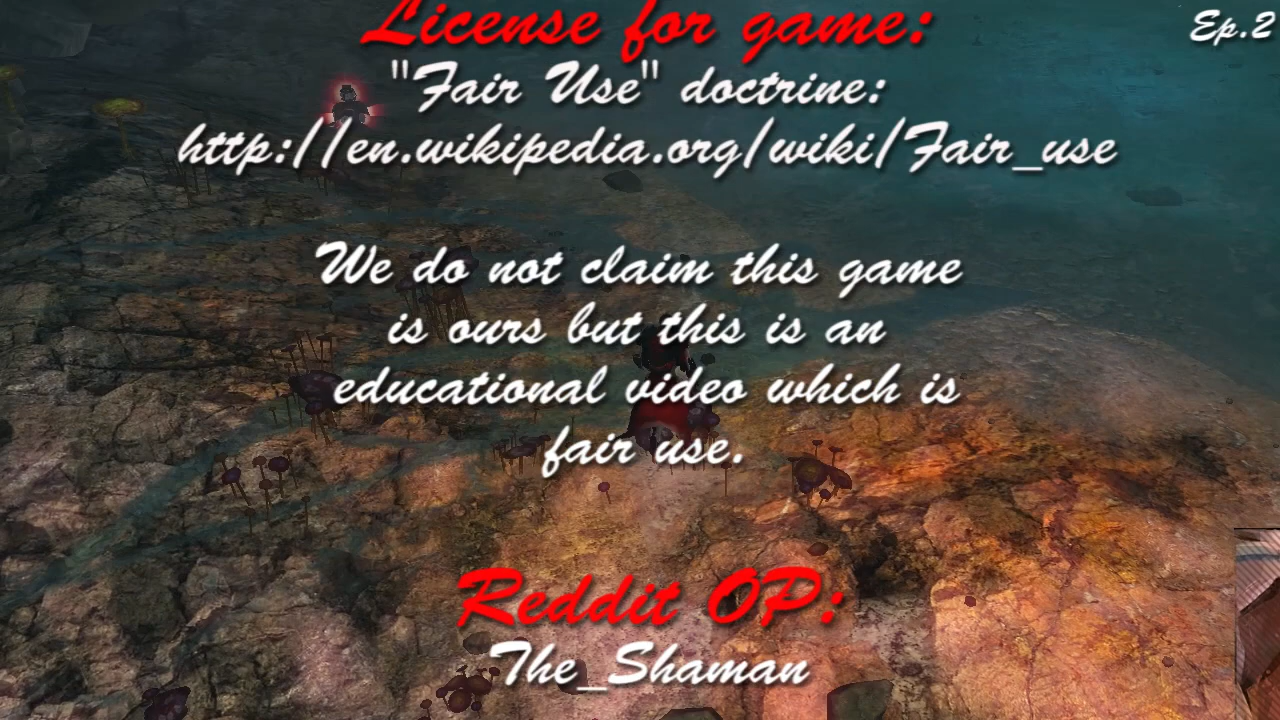 License for game:
Ep.2
"Fair Use" doctrine:
http://en.wikipedia.org/wiki/Fair_use
We do not claim this game
is ours but this is an
educational video which is
fair use.
Reddit OP:
The_Shaman